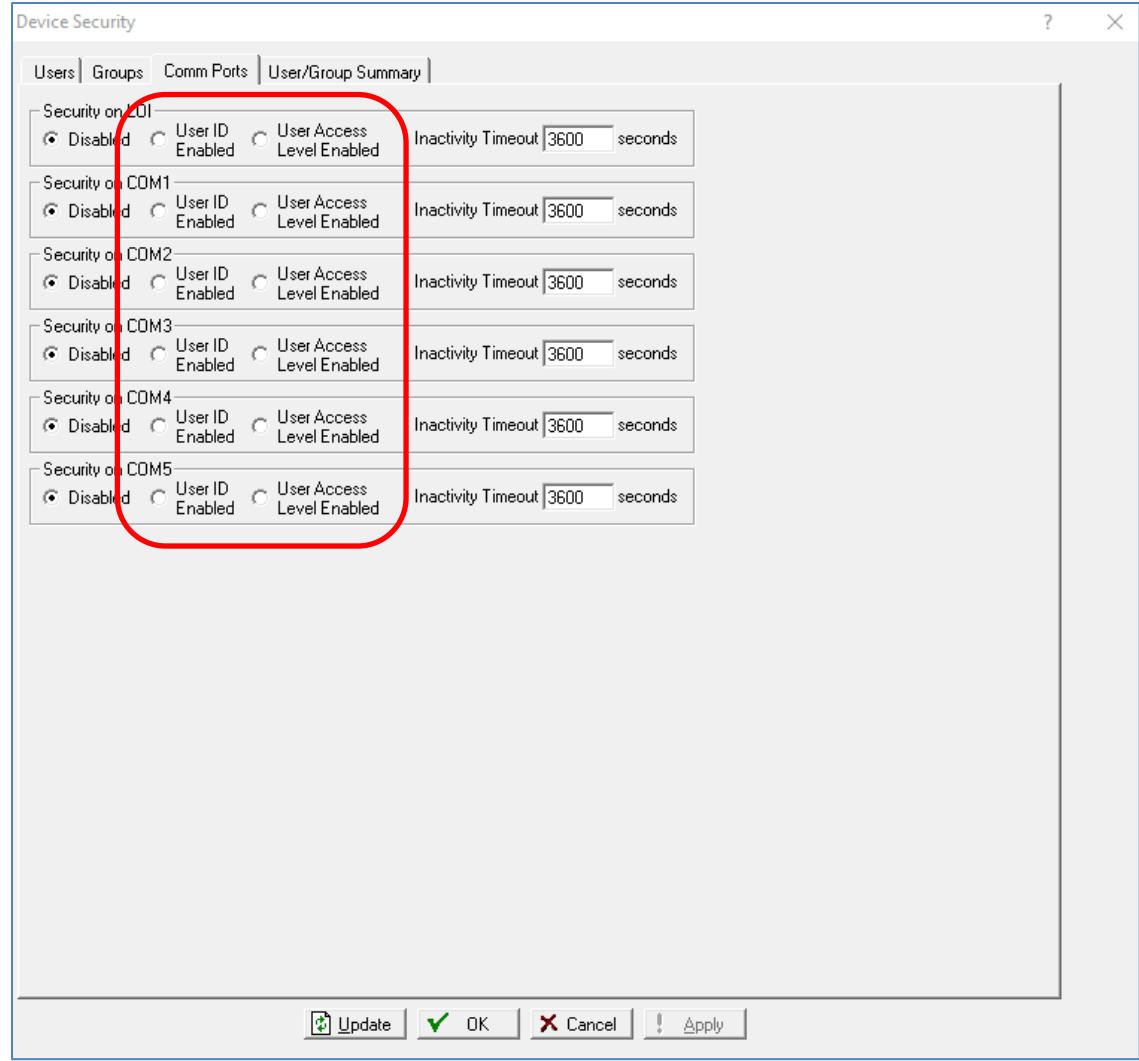 Device Security ?
Users Groups Comm Ports User/Group Summary
Security on LOI
Disabled User ID Enabled User Access Level Enabled Inactivity Timeout 3600 seconds
Security on COM1
Disabled User ID Enabled User Access Level Enabled Inactivity Timeout 3600 seconds
Security on COM2
Disabled User ID Enabled User Access Level Enabled Inactivity Timeout 3600 seconds
Security on COM3
Disabled User ID Enabled User Access Level Enabled Inactivity Timeout 3600 seconds
Security on COM4
Disabled User ID Enabled User Access Level Enabled Inactivity Timeout 3600 seconds
Security on COM5
Disabled User ID Enabled User Access Level Enabled Inactivity Timeout 3600 seconds
Update OK Cancel ! Apply